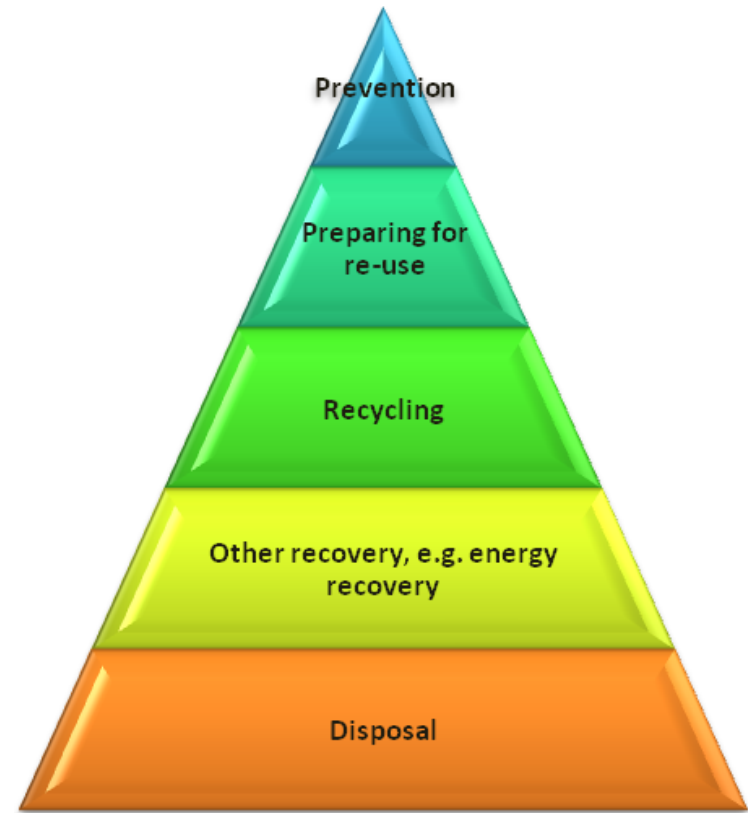 Prevention
Preparing for
re-use
Recycling
Other recovery, e.g. energy
recovery
Disposal